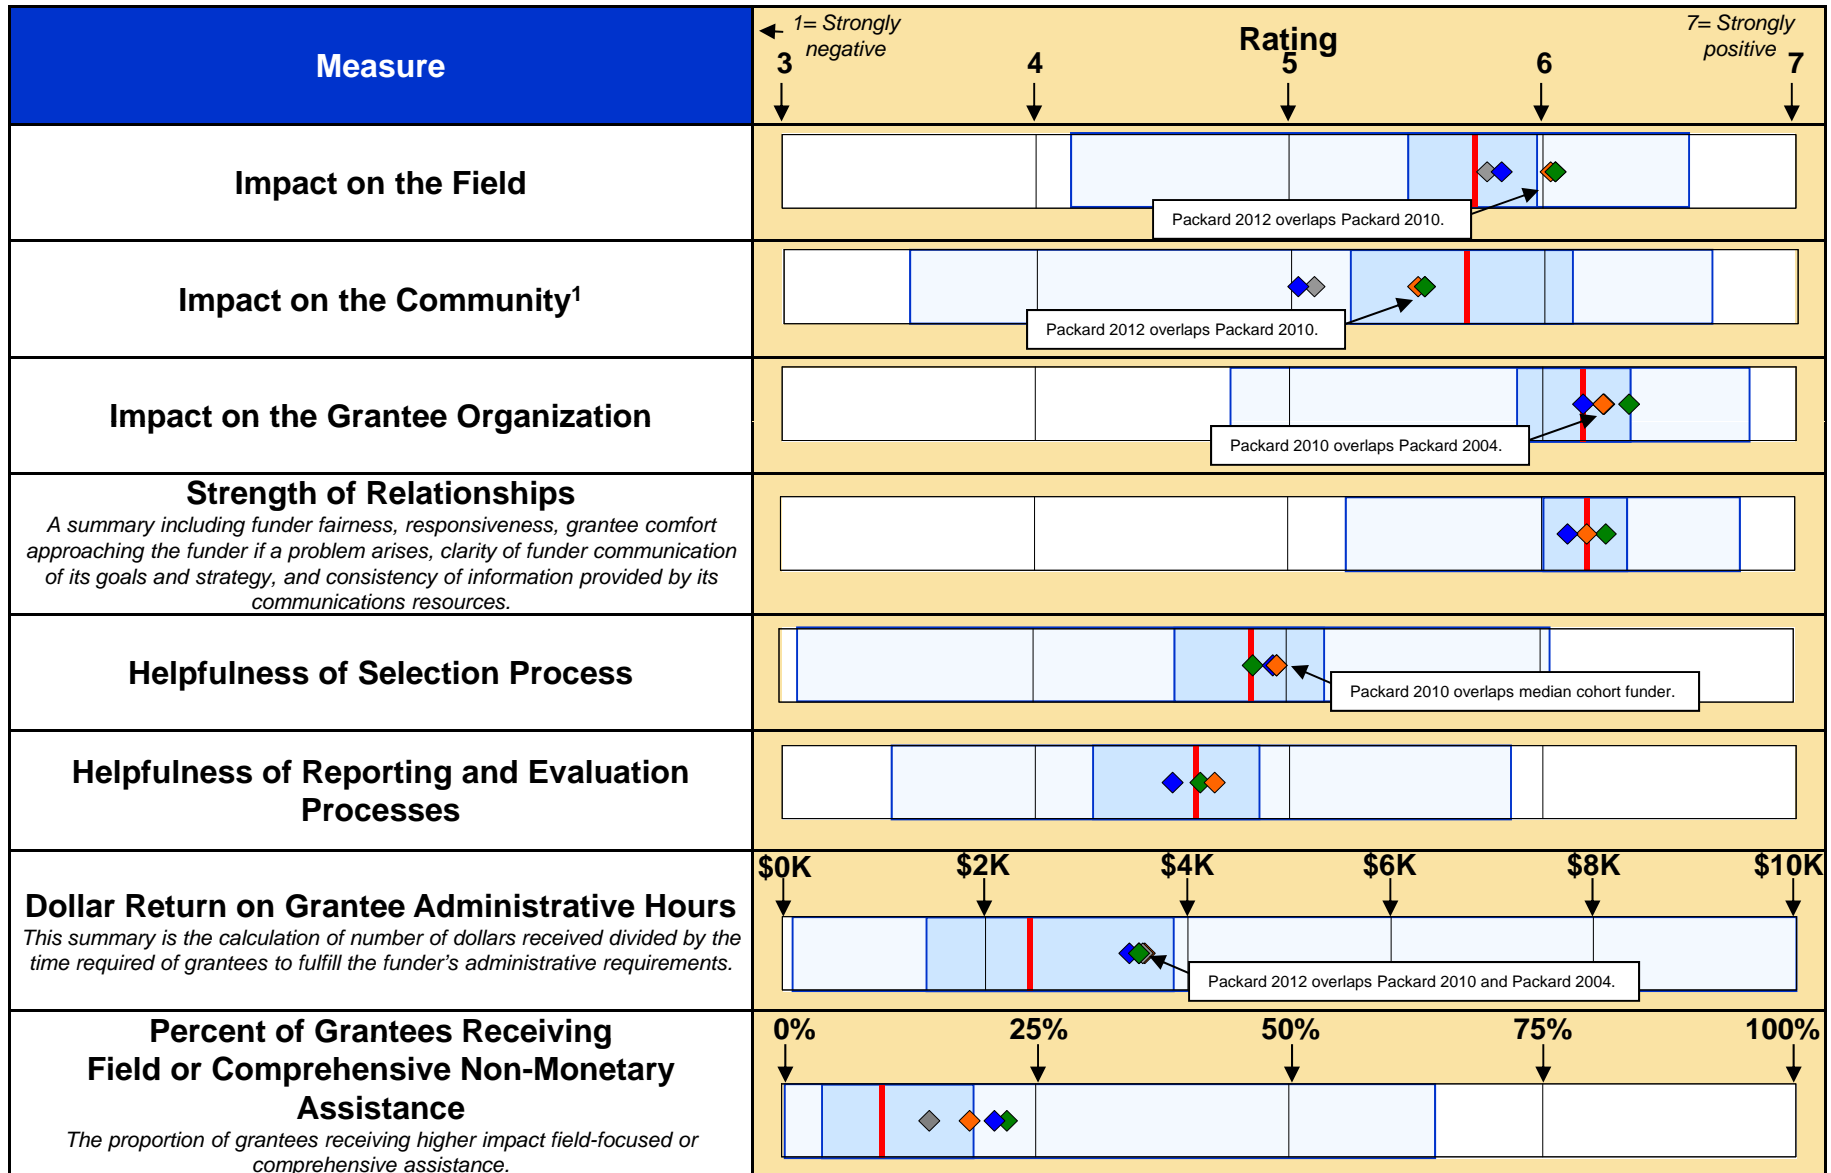 Measure
1= Strongly
negative
Rating
7= Strongly
positive
3 4 5 6 7
Impact on the Field
Packard 2012 overlaps Packard 2010.
Impact on the Community1
Packard 2012 overlaps Packard 2010.
Impact on the Grantee Organization
Packard 2010 overlaps Packard 2004.
Strength of Relationships
A summary including funder fairness, responsiveness, grantee comfort
approaching the funder if a problem arises, clarity of funder communication
of its goals and strategy, and consistency of information provided by its
communications resources.
Helpfulness of Selection Process
Packard 2010 overlaps median cohort funder.
Helpfulness of Reporting and Evaluation
Processes
$0K $2K $4K $6K $8K $10K
Dollar Return on Grantee Administrative Hours
This summary is the calculation of number of dollars received divided by the
time required of grantees to fulfill the funder’s administrative requirements.
Packard 2012 overlaps Packard 2010 and Packard 2004.
0% 25% 50% 75% 100%
Percent of Grantees Receiving
Field or Comprehensive Non-Monetary
Assistance
The proportion of grantees receiving higher impact field-focused or
comprehensive assistance.